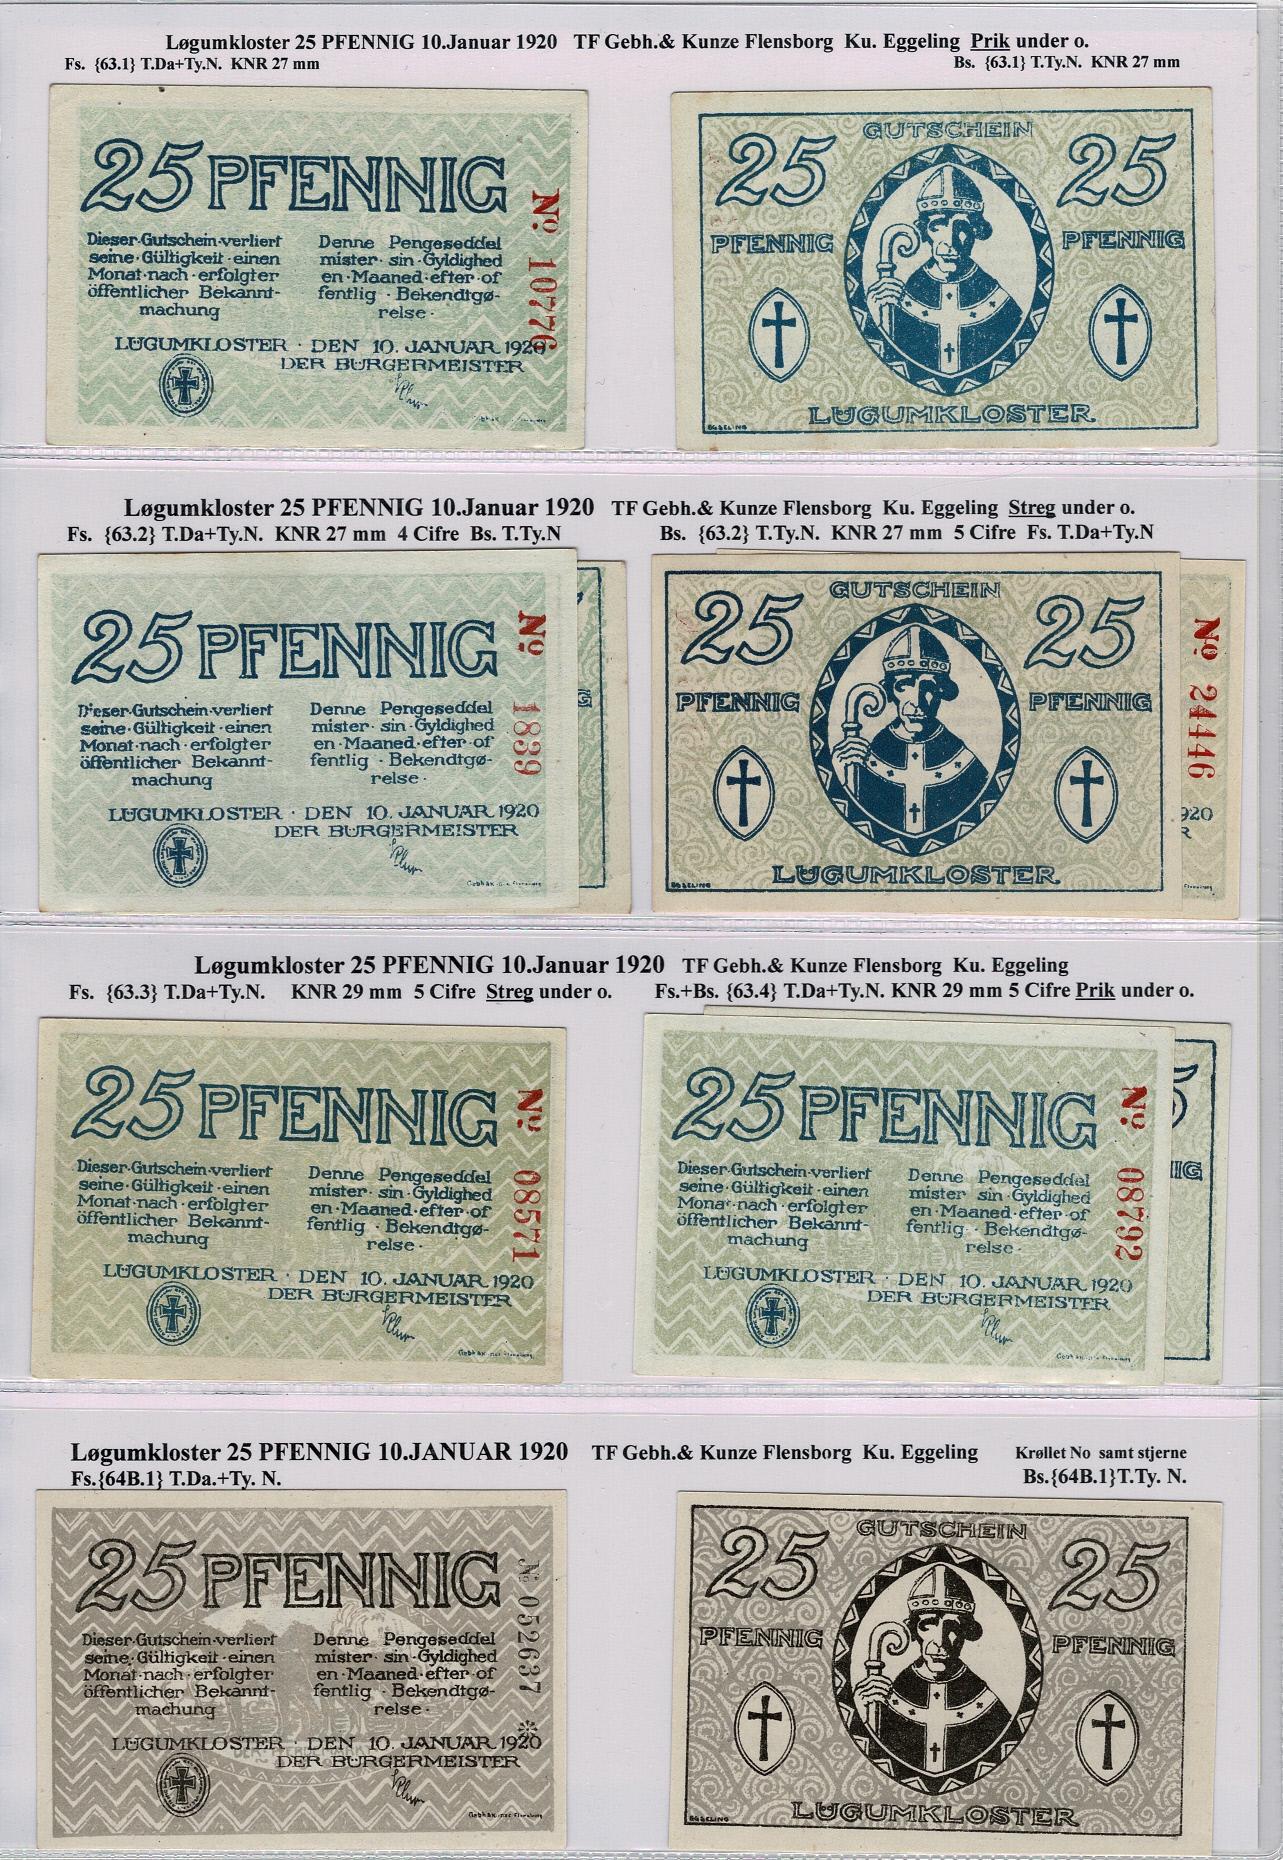 Løgumkloster 25 PFENNIG 10.Januar 1920 TF Gebh.& Kunze Flensborg Ku. Eggeling Prik under o.
Fs. {63.1} T.Da+Ty.N. KNR 27 mm
Bs. {63.1} T.Ty.N. KNR 27 mm
25 PFENNIG
Dieser·Gutschein·verliert
seine·Gültigkeit·einen
Monat·nach·erfolgter
öffentlicher Bekannt-
machung
Denne Pengeseddel
mister·sin·Gyldighed
en·Maaned·efter·of
fentlig·Bekendtgø-
relse·
LÜGUMKLOSTER · DEN 10. JANUAR 1920
DER BÜRGERMEISTER
No. 10776
GUTSCHEIN
25 25
PFENNIG PFENNIG
LÜGUMKLOSTER.
EGGELING
Løgumkloster 25 PFENNIG 10.Januar 1920 TF Gebh.& Kunze Flensborg Ku. Eggeling Streg under o.
Fs. {63.2} T.Da+Ty.N. KNR 27 mm 4 Cifre Bs. T.Ty.N
Bs. {63.2} T.Ty.N. KNR 27 mm 5 Cifre Fs. T.Da+Ty.N
25 PFENNIG
Dieser·Gutschein·verliert
seine·Gültigkeit·einen
Monat·nach·erfolgter
öffentlicher Bekannt-
machung
Denne Pengeseddel
mister·sin·Gyldighed
en·Maaned·efter·of
fentlig·Bekendtgø-
relse·
LÜGUMKLOSTER · DEN 10. JANUAR 1920
DER BÜRGERMEISTER
No 1839
G
GUTSCHEIN
25 25
PFENNIG PFENNIG
LÜGUMKLOSTER.
EGGELING
No 24446
920
R
Løgumkloster 25 PFENNIG 10.Januar 1920 TF Gebh.& Kunze Flensborg Ku. Eggeling
Fs. {63.3} T.Da+Ty.N. KNR 29 mm 5 Cifre Streg under o.
Fs.+Bs. {63.4} T.Da+Ty.N. KNR 29 mm 5 Cifre Prik under o.
25 PFENNIG
Dieser·Gutschein·verliert
seine·Gültigkeit·einen
Monat·nach·erfolgter
öffentlicher Bekannt-
machung
Denne Pengeseddel
mister·sin·Gyldighed
en·Maaned·efter·of
fentlig·Bekendtgø-
relse·
LÜGUMKLOSTER · DEN 10. JANUAR 1920
DER BÜRGERMEISTER
No 08571
25 PFENNIG
Dieser·Gutschein·verliert
seine·Gültigkeit·einen
Monat·nach·erfolgter
öffentlicher Bekannt-
machung
Denne Pengeseddel
mister sin·Gyldighed
en·Maaned·efter·of
fentlig·Bekendtgø-
relse·
LÜGUMKLOSTER · DEN 10. JANUAR 1920
DER BÜRGERMEISTER
No. 08792
5
IG
Løgumkloster 25 PFENNIG 10.JANUAR 1920 TF Gebh.& Kunze Flensborg Ku. Eggeling Krøllet No samt stjerne
Fs.{64B.1} T.Da.+Ty. N.
Bs.{64B.1}T.Ty. N.
25 PFENNIG
Dieser·Gutschein·verliert
seine·Gültigkeit·einen
Monat·nach·erfolgter
öffentlicher Bekannt-
machung
Denne Pengeseddel
mister·sin·Gyldighed
en·Maaned·efter·of
fentlig·Bekendtgø-
relse·
LÜGUMKLOSTER · DEN 10. JANUAR 1920
DER BÜRGERMEISTER
No. 052637 *
GUTSCHEIN
25 25
PFENNIG PFENNIG
LÜGUMKLOSTER
EGGELING